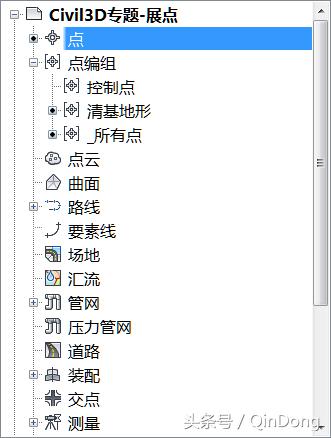 Civil3D专题-展点
点
点编组
控制点
清基地形
_所有点
点云
曲面
路线
要素线
场地
汇流
管网
压力管网
道路
装配
交点
测量
头条号 / QinDong